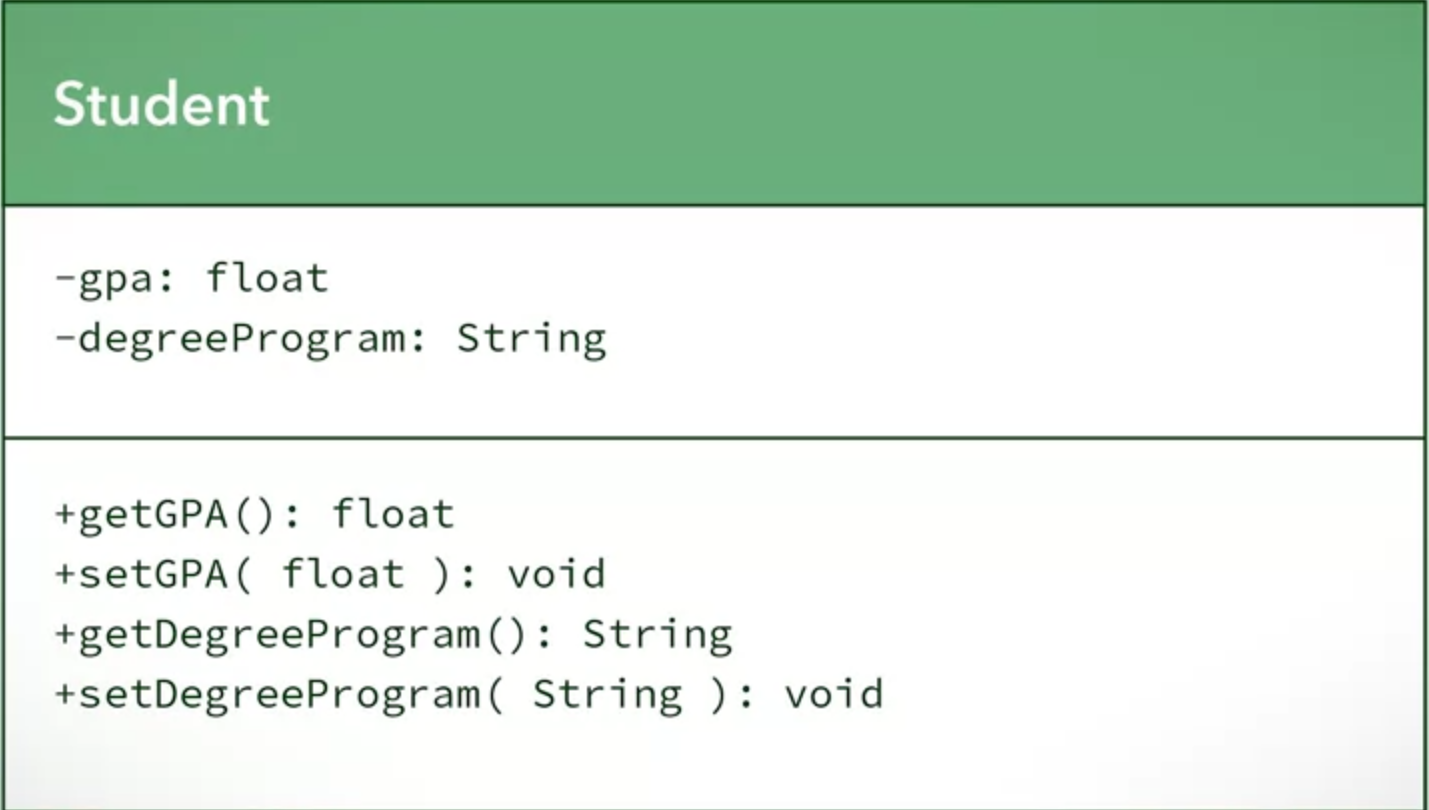 Student
-gpa: float
-degreeProgram: String
+getGPA(): float
+setGPA( float ): void
+getDegreeProgram(): String
+setDegreeProgram( String ): void